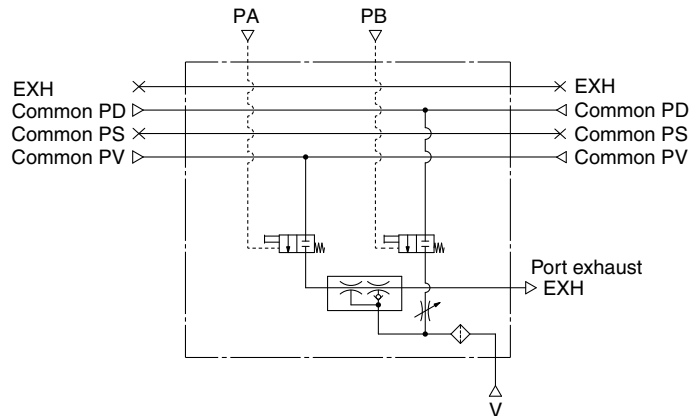 PA PB
EXH EXH
Common PD Common PD
Common PS Common PS
Common PV Common PV
Port exhaust
EXH
V